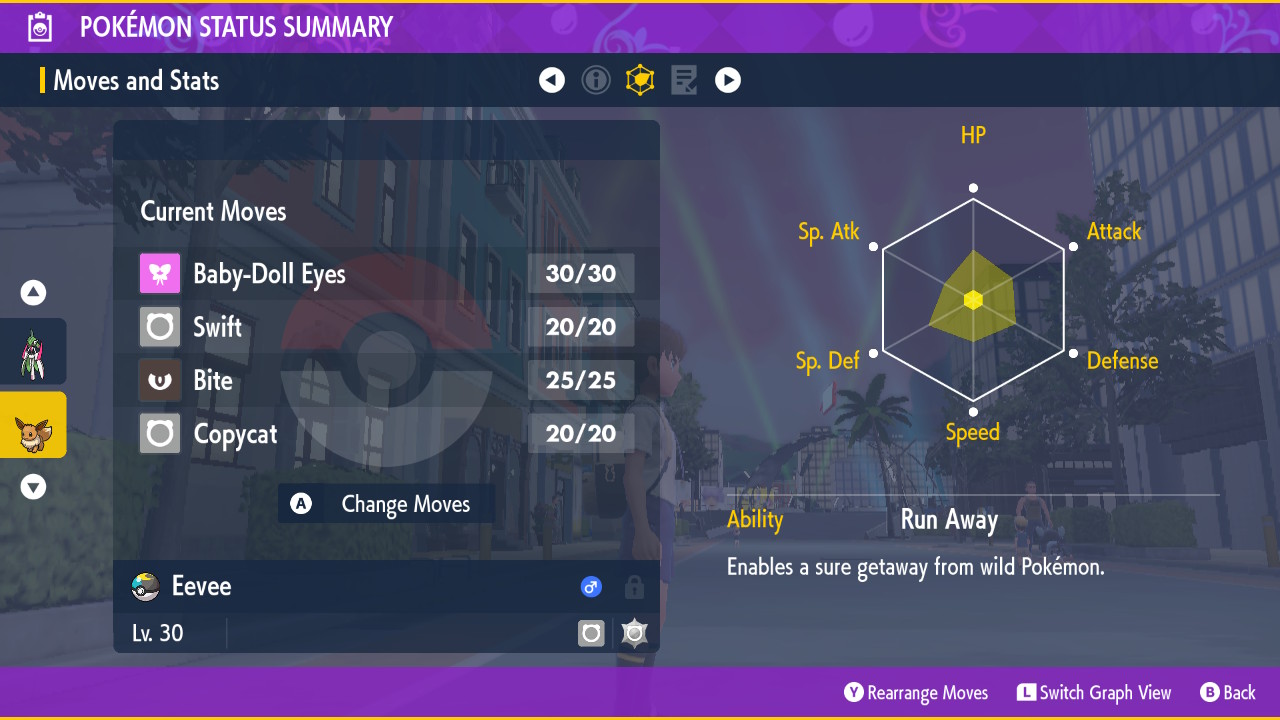 POKÉMON STATUS SUMMARY
Moves and Stats
Current Moves
Baby-Doll Eyes 30/30
Swift 20/20
Bite 25/25
Copycat 20/20
A Change Moves
Eevee
Lv. 30
HP
Sp. Atk Attack
Sp. Def Defense
Speed
Ability Run Away
Enables a sure getaway from wild Pokémon.
Y Rearrange Moves L Switch Graph View B Back